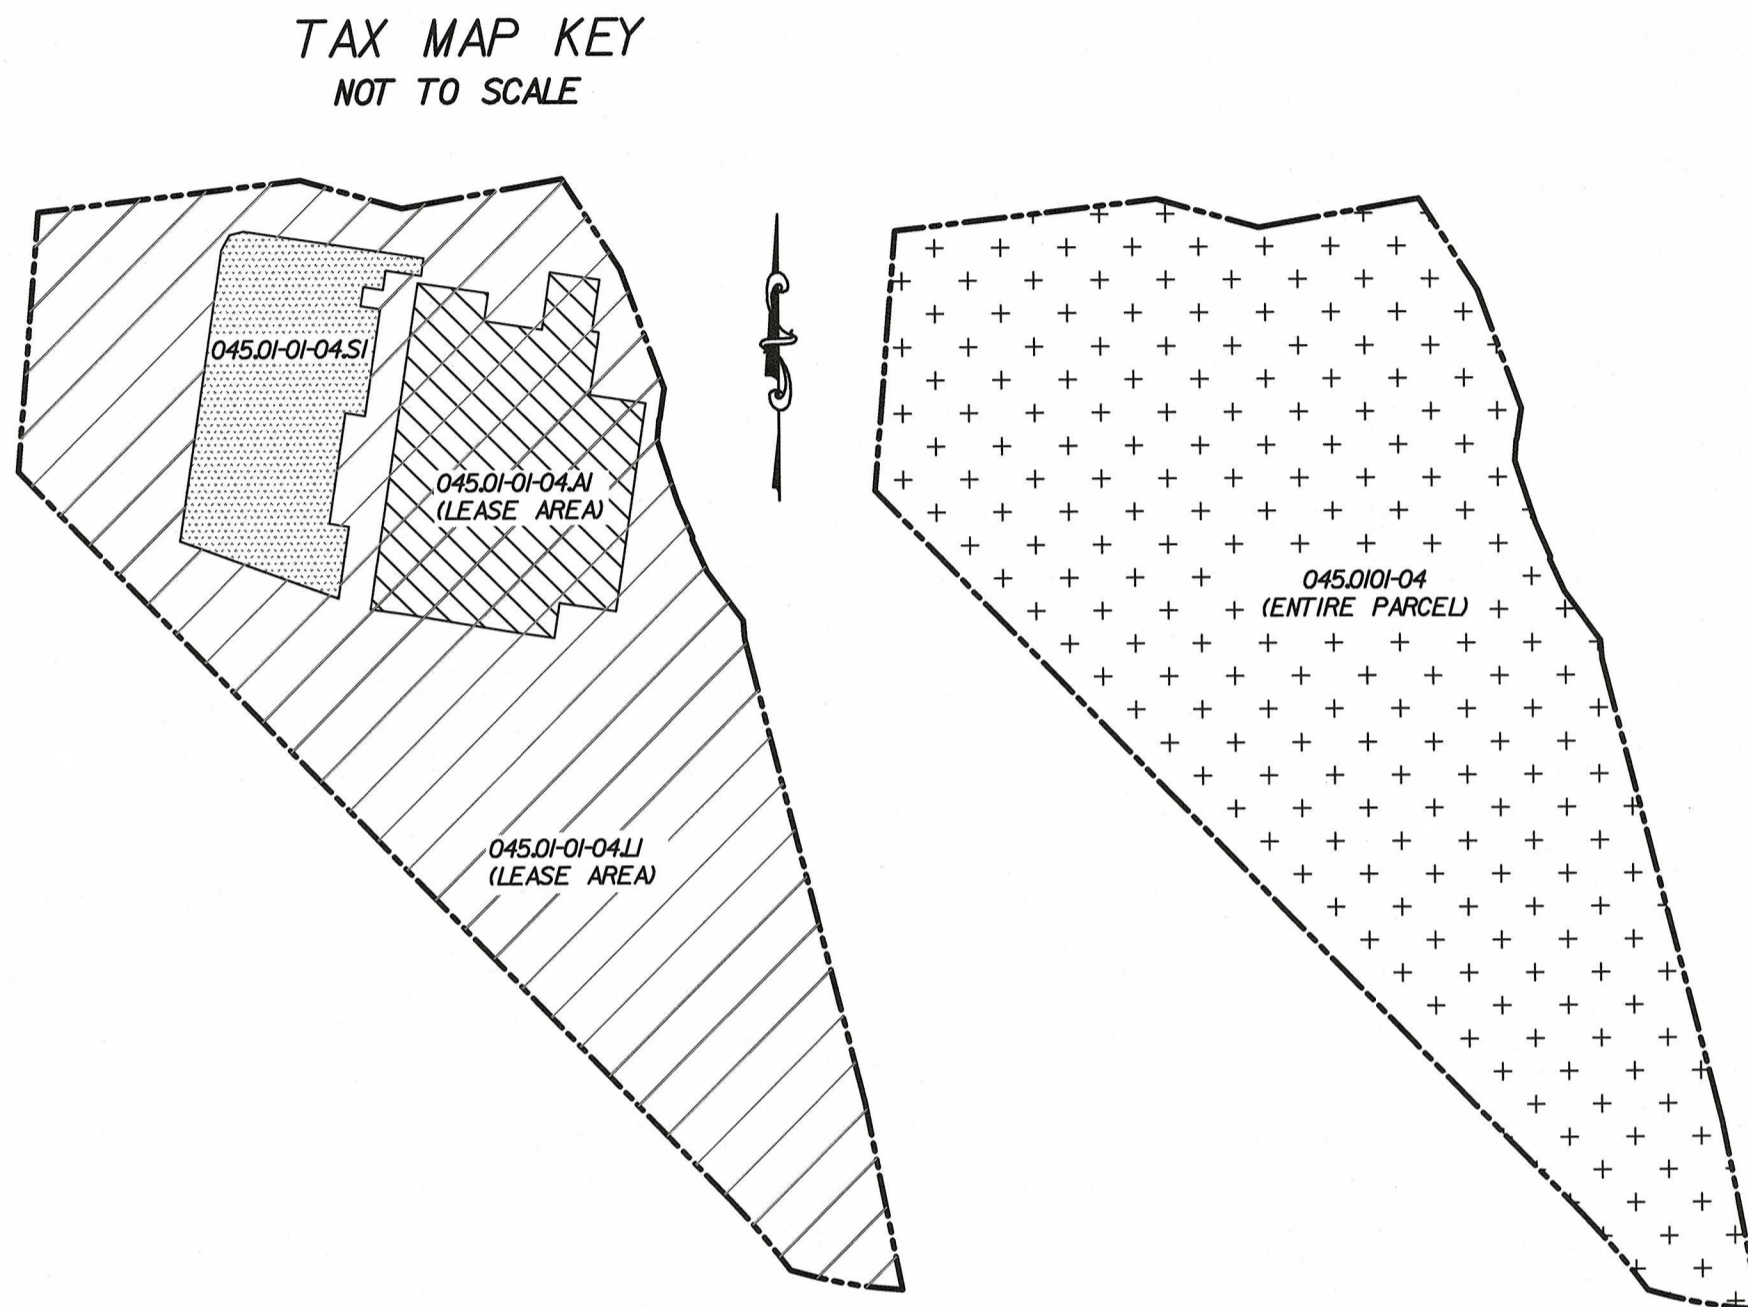 TAX MAP KEY
NOT TO SCALE
045.01-01-04.S1
045.01-01-04.A1
(LEASE AREA)
045.0101-04
(ENTIRE PARCEL)
045.01-01-04.L1
(LEASE AREA)